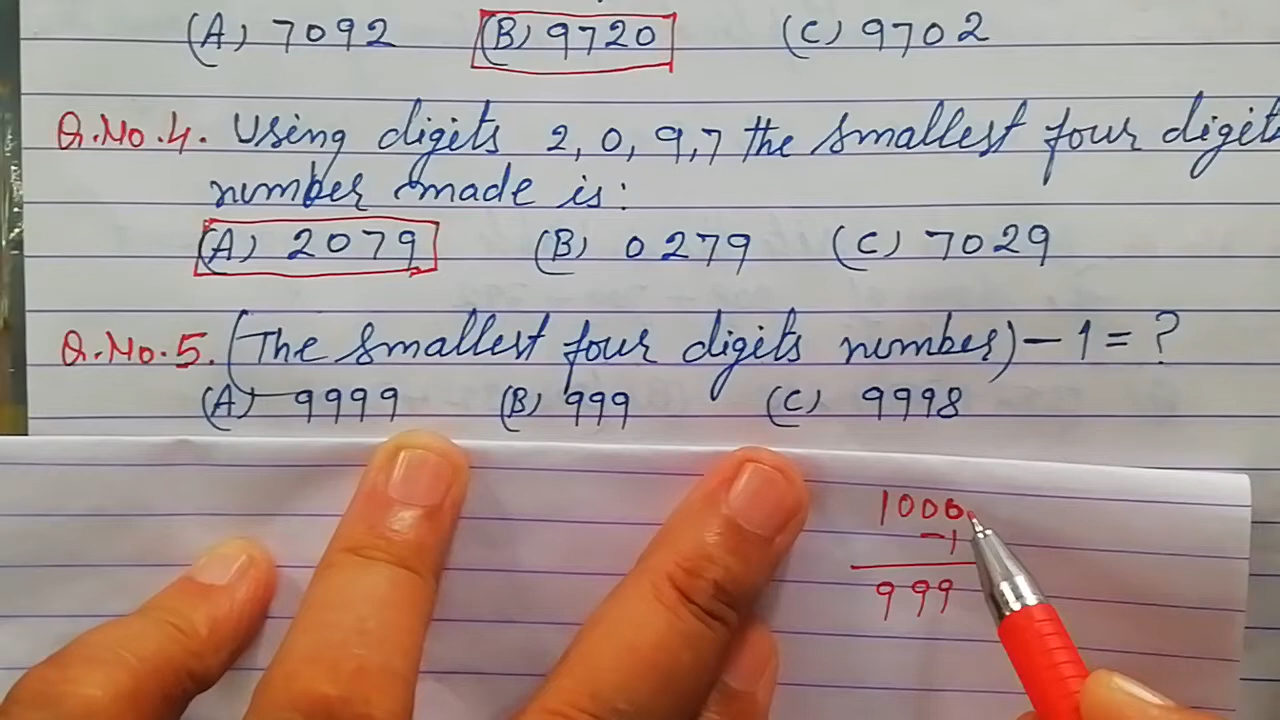 (A) 7092 (B) 9720 (C) 9702
Q.No.4. Using digits 2, 0, 9, 7 the smallest four digits
number made is:
(A) 2079 (B) 0279 (C) 7029
Q.No.5. (The smallest four digits number) - 1 = ?
(A) 9999 (B) 999 (C) 9998
1000
-1
999